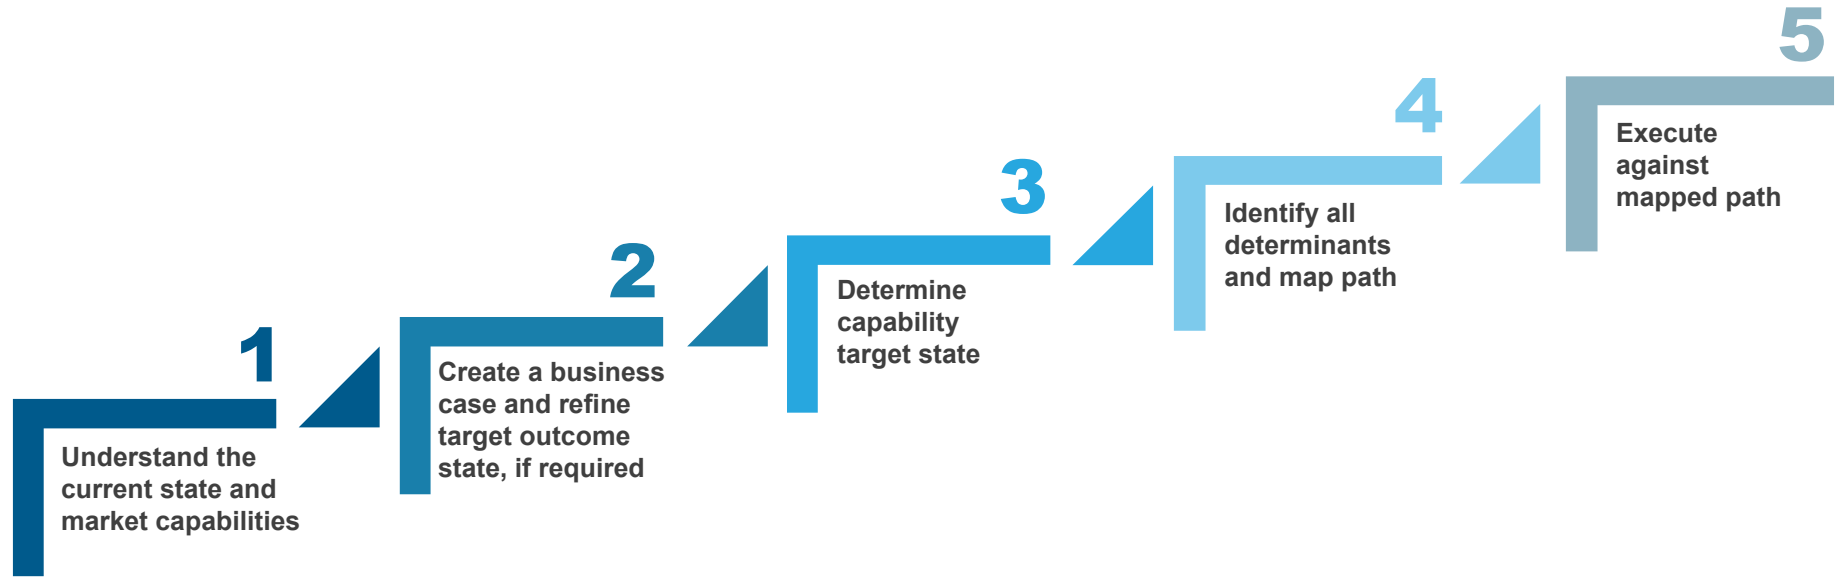 1
Understand the
current state and
market capabilities
2
Create a business
case and refine
target outcome
state, if required
3
Determine
capability
target state
4
Identify all
determinants
and map path
5
Execute
against
mapped path